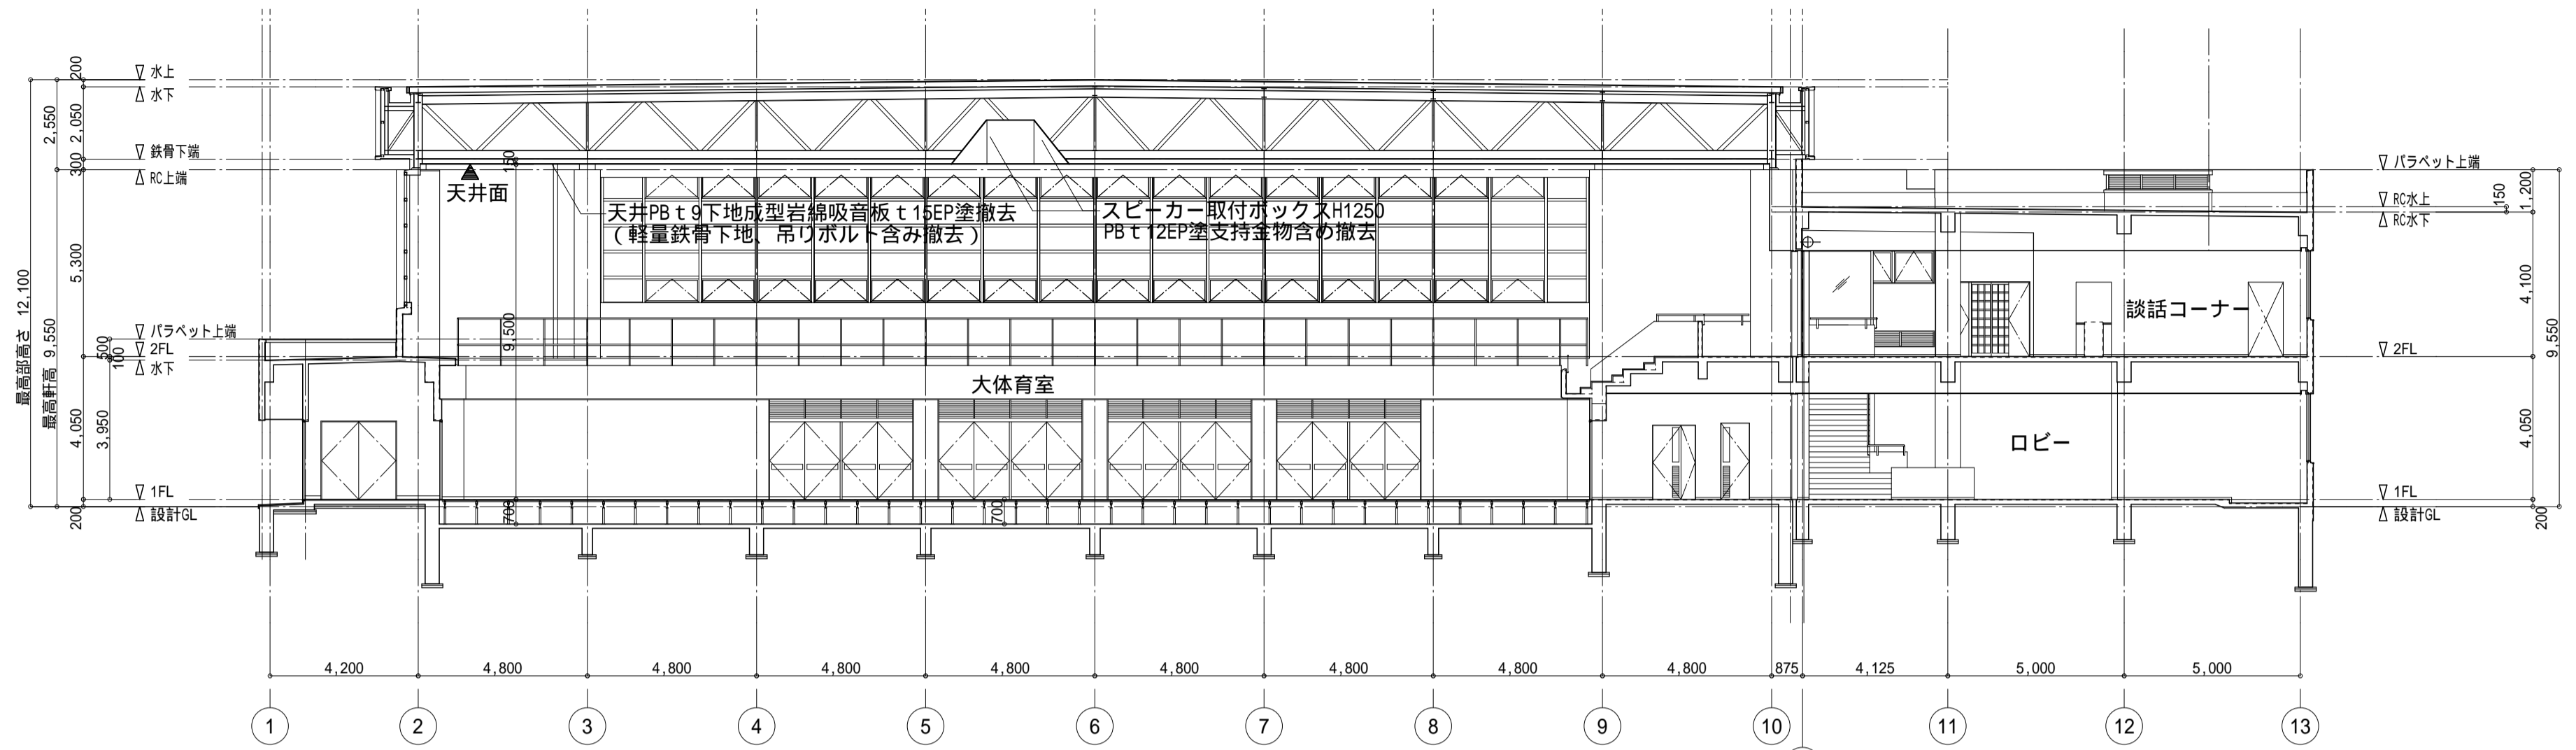 200
▽ 水上
△ 水下
2,550
2,050
▽ 鉄骨下端
300
△ RC上端
150
天井面
天井PBt9下地成型岩綿吸音板t15EP塗撤去
(軽量鉄骨下地、吊りボルト含み撤去)
スピーカー取付ボックスH1250
PBt12EP塗支持金物含め撤去
▽ パラペット上端
1,200
150
▽ RC水上
△ RC水下
最高部高さ 12,100
最高軒高 9,550
5,300
9,500
4,100
談話コーナー
9,550
▽ パラペット上端
500
▽ 2FL
100
△ 水下
▽ 2FL
大体育室
4,050
3,950
ロビー
4,050
▽ 1FL
200
△ 設計GL
700
700
▽ 1FL
△ 設計GL
200
4,200
4,800
4,800
4,800
4,800
4,800
4,800
4,800
4,800
875
4,125
5,000
5,000
1
2
3
4
5
6
7
8
9
10
11
12
13